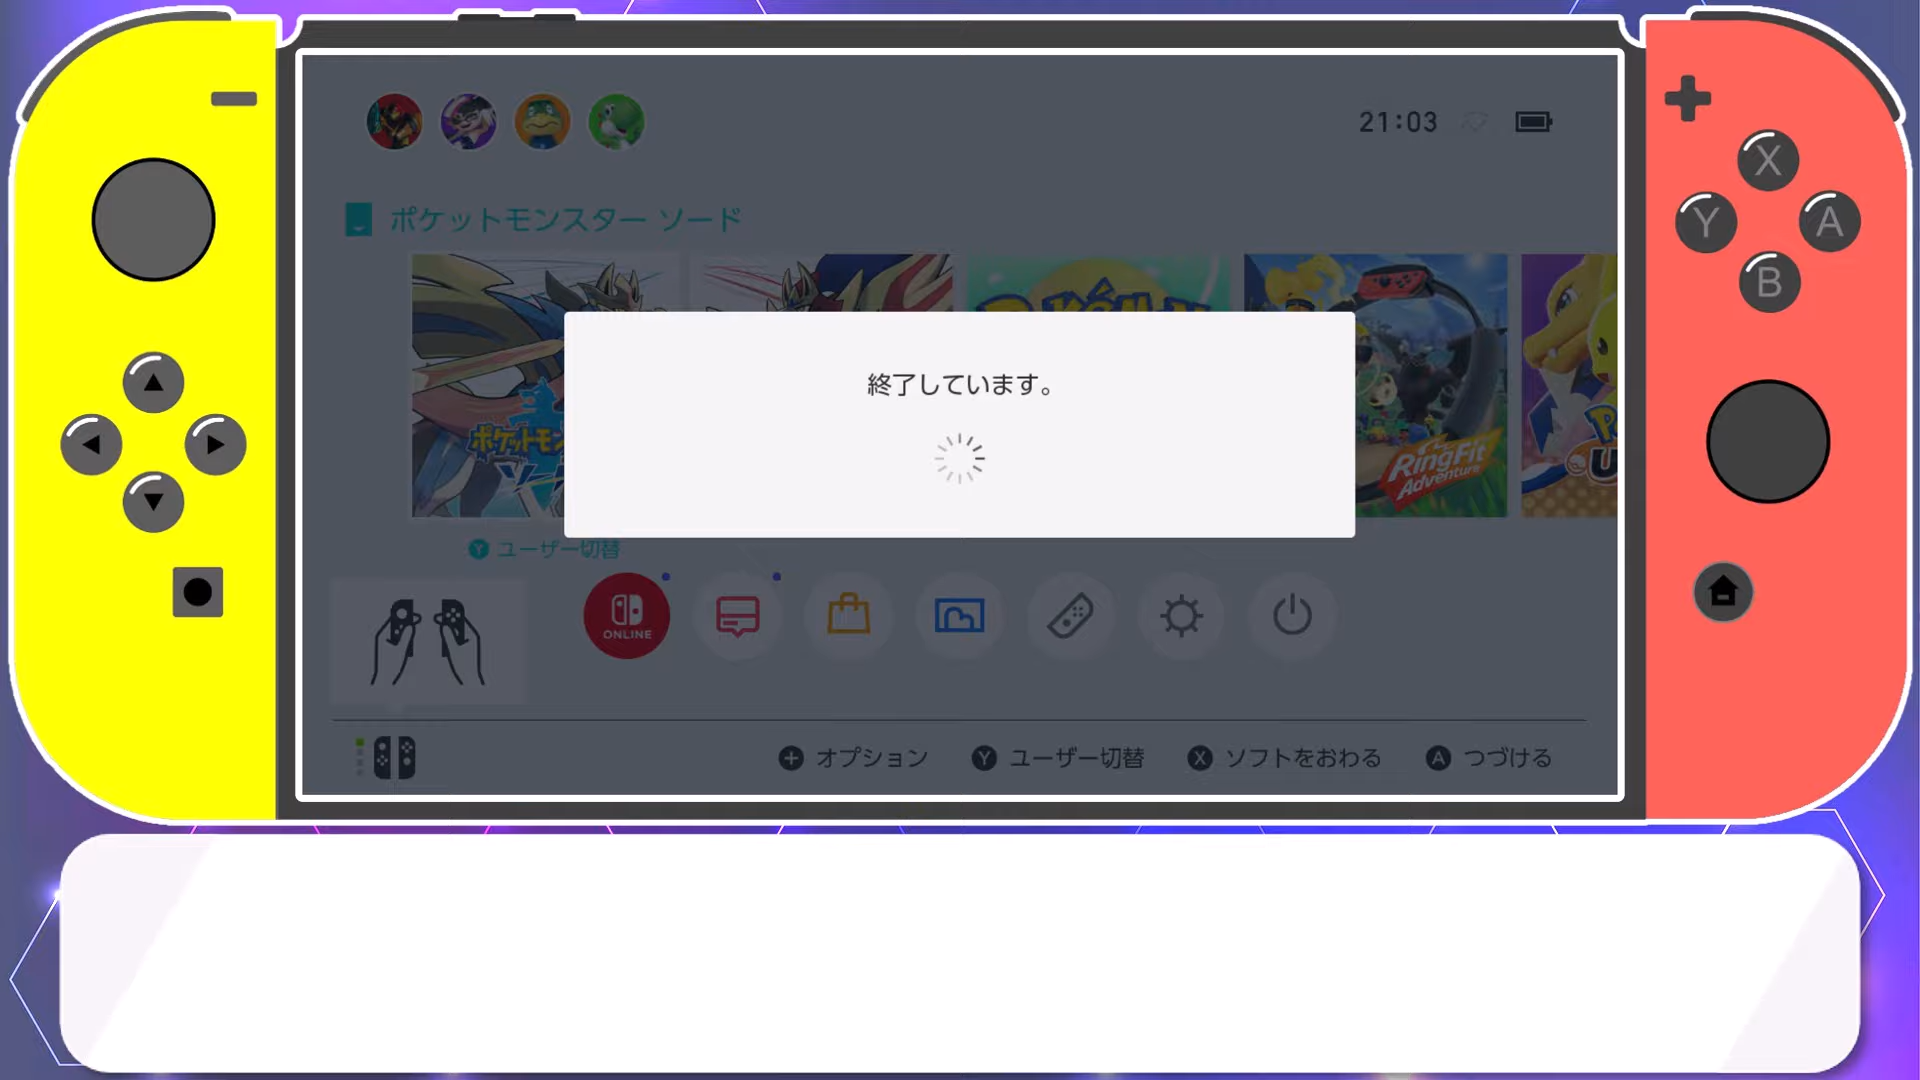 21:03
ポケットモンスター ソード
ポケモン
RingFit
Adventure
終了しています。
Y ユーザー切替
ONLINE
+ オプション Y ユーザー切替 X ソフトをおわる A つづける
X
Y
A
B